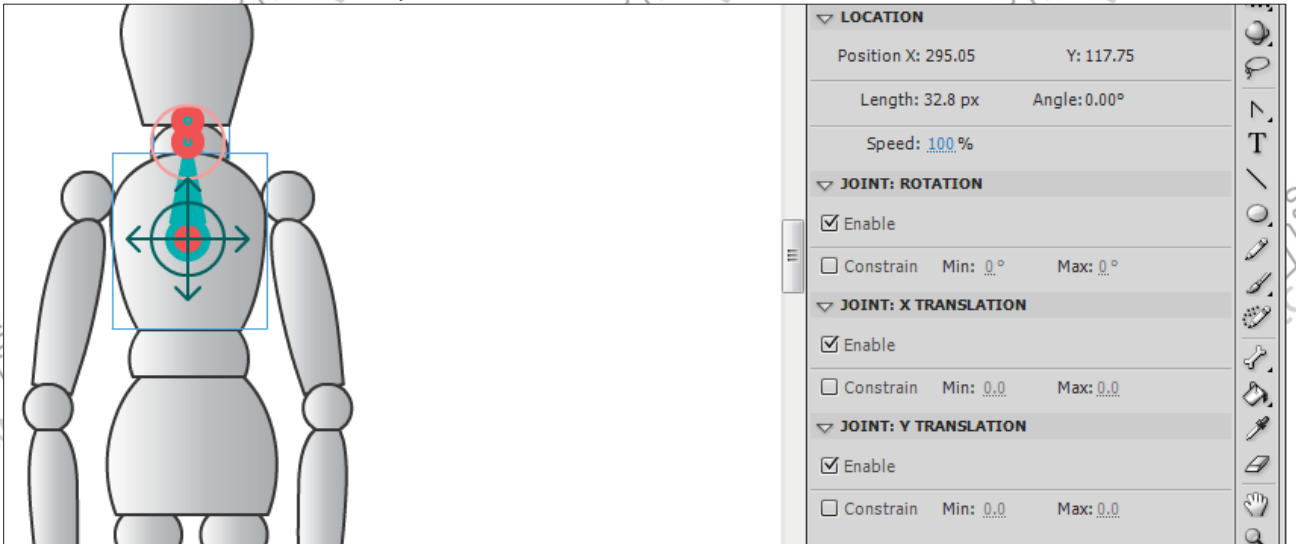 LOCATION
Position X: 295.05 Y: 117.75
Length: 32.8 px Angle: 0.00°
Speed: 100 %
JOINT: ROTATION
Enable
Constrain Min: 0° Max: 0°
JOINT: X TRANSLATION
Enable
Constrain Min: 0.0 Max: 0.0
JOINT: Y TRANSLATION
Enable
Constrain Min: 0.0 Max: 0.0
T